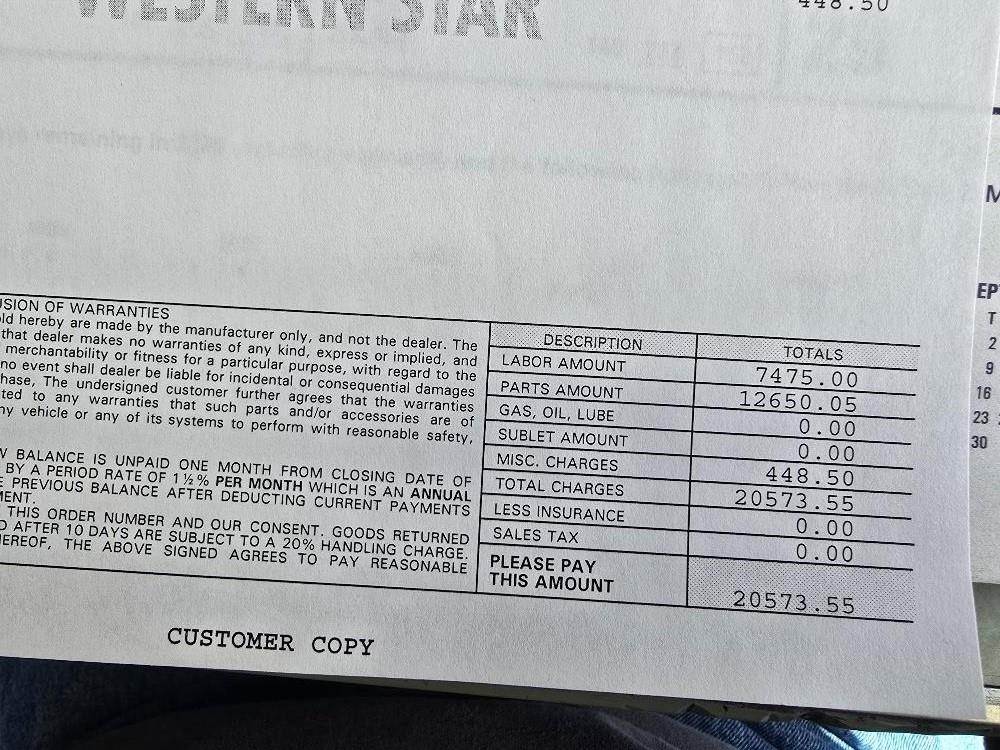 WESTERN STAR
448.50
USION OF WARRANTIES
old hereby are made by the manufacturer only, and not the dealer. The
that dealer makes no warranties of any kind, express or implied, and
merchantability or fitness for a particular purpose, with regard to the
no event shall dealer be liable for incidental or consequential damages
hase, The undersigned customer further agrees that the warranties
ted to any warranties that such parts and/or accessories are of
ny vehicle or any of its systems to perform with reasonable safety,
W BALANCE IS UNPAID ONE MONTH FROM CLOSING DATE OF
BY A PERIOD RATE OF 1½% PER MONTH WHICH IS AN ANNUAL
E PREVIOUS BALANCE AFTER DEDUCTING CURRENT PAYMENTS
MENT.
THIS ORDER NUMBER AND OUR CONSENT. GOODS RETURNED
D AFTER 10 DAYS ARE SUBJECT TO A 20% HANDLING CHARGE.
HEREOF, THE ABOVE SIGNED AGREES TO PAY REASONABLE
DESCRIPTION TOTALS
LABOR AMOUNT 7475.00
PARTS AMOUNT 12650.05
GAS, OIL, LUBE 0.00
SUBLET AMOUNT 0.00
MISC. CHARGES 448.50
TOTAL CHARGES 20573.55
LESS INSURANCE 0.00
SALES TAX 0.00
PLEASE PAY
THIS AMOUNT 20573.55
CUSTOMER COPY
M
EP
T
2
9
16
23
30